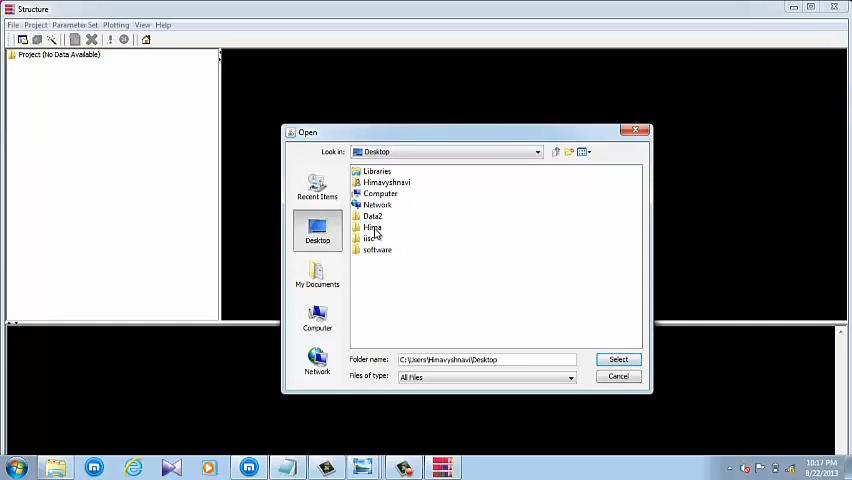 Structure
File Project Parameter Set Plotting View Help
Project (No Data Available)
Open
Look in: Desktop
Libraries
Himavyshnavi
Computer
Network
Data2
Hima
iisc
software
Recent Items
Desktop
My Documents
Computer
Network
Folder name: C:\Users\Himavyshnavi\Desktop Select
Files of type: All Files Cancel
10:17 PM
8/22/2013